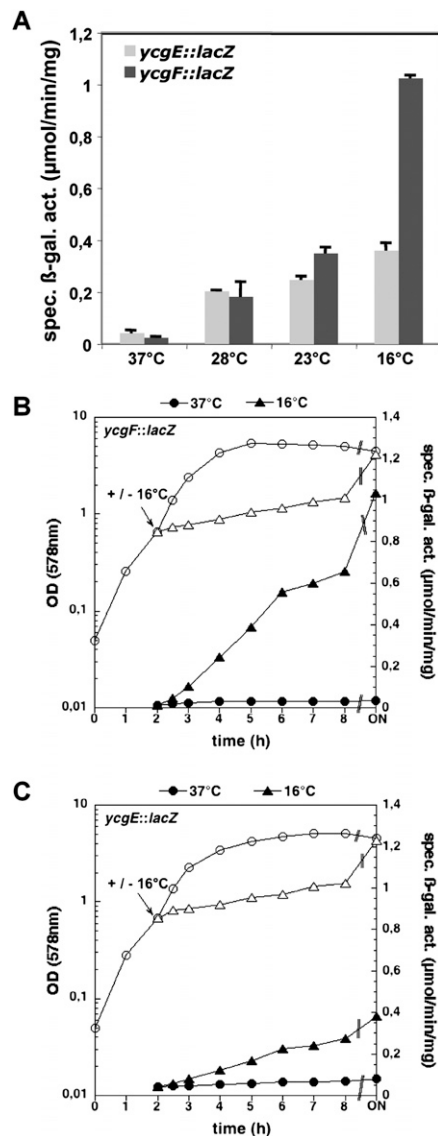 A
spec. ß-gal. act. (µmol/min/mg)
1,2
1
0,8
0,6
0,4
0,2
0
ycgE::lacZ
ycgF::lacZ
37°C 28°C 23°C 16°C
B
37°C 16°C
ycgF::lacZ
+ / - 16°C
OD (578nm)
10
1
0.1
0,01
1,4
1,2
1
0,8
0,6
0,4
0,2
0
spec. ß-gal. act. (µmol/min/mg)
0 1 2 3 4 5 6 7 8 ON
time (h)
C
37°C 16°C
ycgE::lacZ
+ / - 16°C
OD (578nm)
10
1
0.1
0.01
1,4
1,2
1
0,8
0,6
0,4
0,2
0
spec. ß-gal. act. (µmol/min/mg)
0 1 2 3 4 5 6 7 8 ON
time (h)